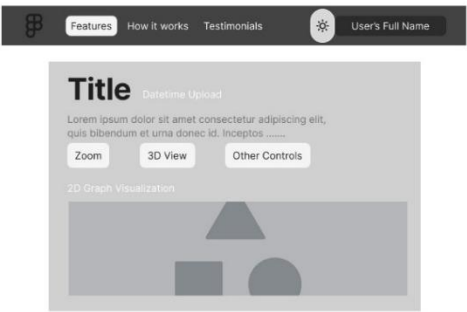 Features How it works Testimonials User's Full Name
Title Datetime Upload
Lorem ipsum dolor sit amet consectetur adipiscing elit,
quis bibendum et urna donec id. Inceptos .......
Zoom 3D View Other Controls
2D Graph Visualization